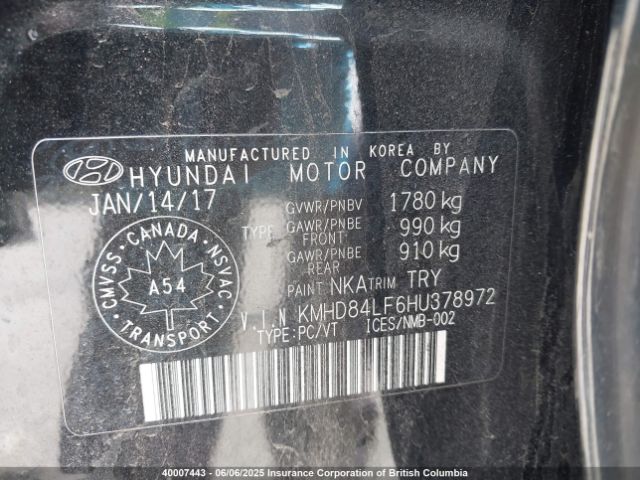 MANUFACTURED IN KOREA BY
HYUNDAI MOTOR COMPANY
JAN/14/17
GVWR/PNBV 1780 kg
TYPE GAWR/PNBE FRONT 990 kg
GAWR/PNBE REAR 910 kg
PAINT NKA TRIM TRY
V.I.N KMHD84LF6HU378972
TYPE:PC/VT ICES/NMB-002
CANADA
CMVSS
NSVAC
A54
TRANSPORT
40007443 - 06/06/2025 Insurance Corporation of British Columbia